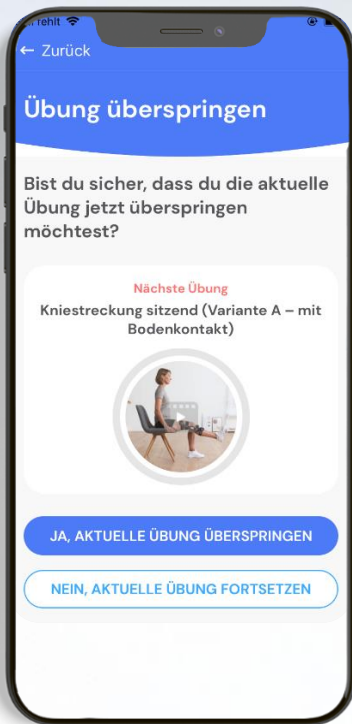 ← Zurück
Übung überspringen
Bist du sicher, dass du die aktuelle
Übung jetzt überspringen
möchtest?
Nächste Übung
Kniestreckung sitzend (Variante A – mit
Bodenkontakt)
JA, AKTUELLE ÜBUNG ÜBERSPRINGEN
NEIN, AKTUELLE ÜBUNG FORTSETZEN